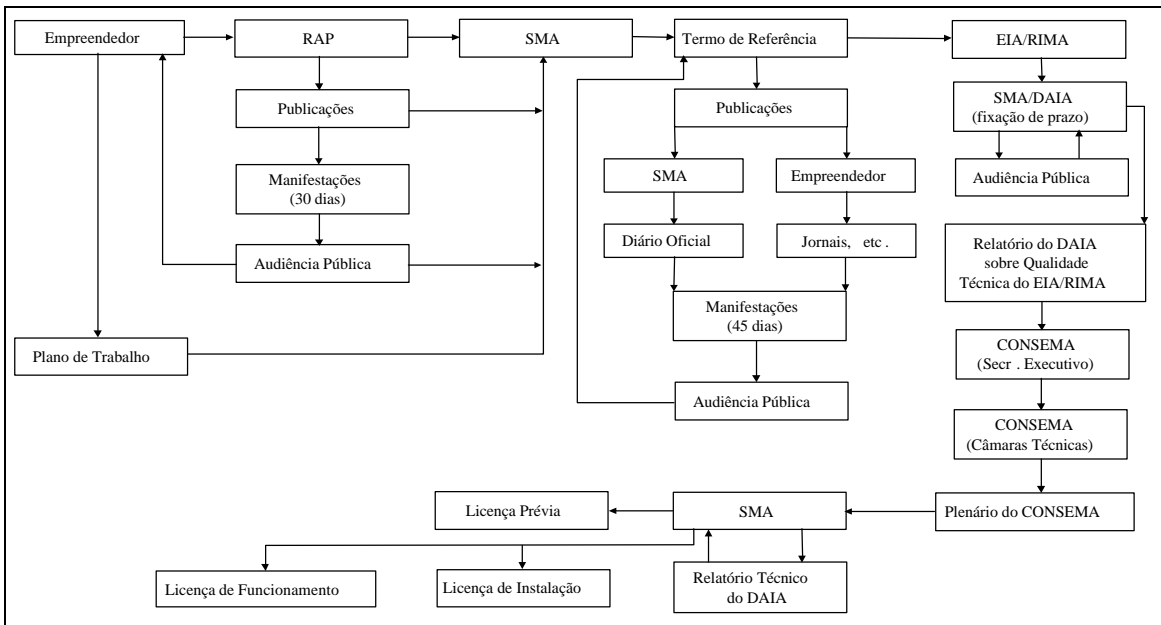 Empreendedor
RAP
SMA
Termo de Referência
EIA/RIMA
Publicações
Publicações
SMA/DAIA
(fixação de prazo)
Manifestações
(30 dias)
SMA
Empreendedor
Audiência Pública
Audiência Pública
Diário Oficial
Jornais, etc .
Relatório do DAIA
sobre Qualidade
Técnica do EIA/RIMA
Manifestações
(45 dias)
Plano de Trabalho
CONSEMA
(Secr . Executivo)
Audiência Pública
CONSEMA
(Câmaras Técnicas)
Licença Prévia
SMA
Plenário do CONSEMA
Licença de Funcionamento
Licença de Instalação
Relatório Técnico
do DAIA